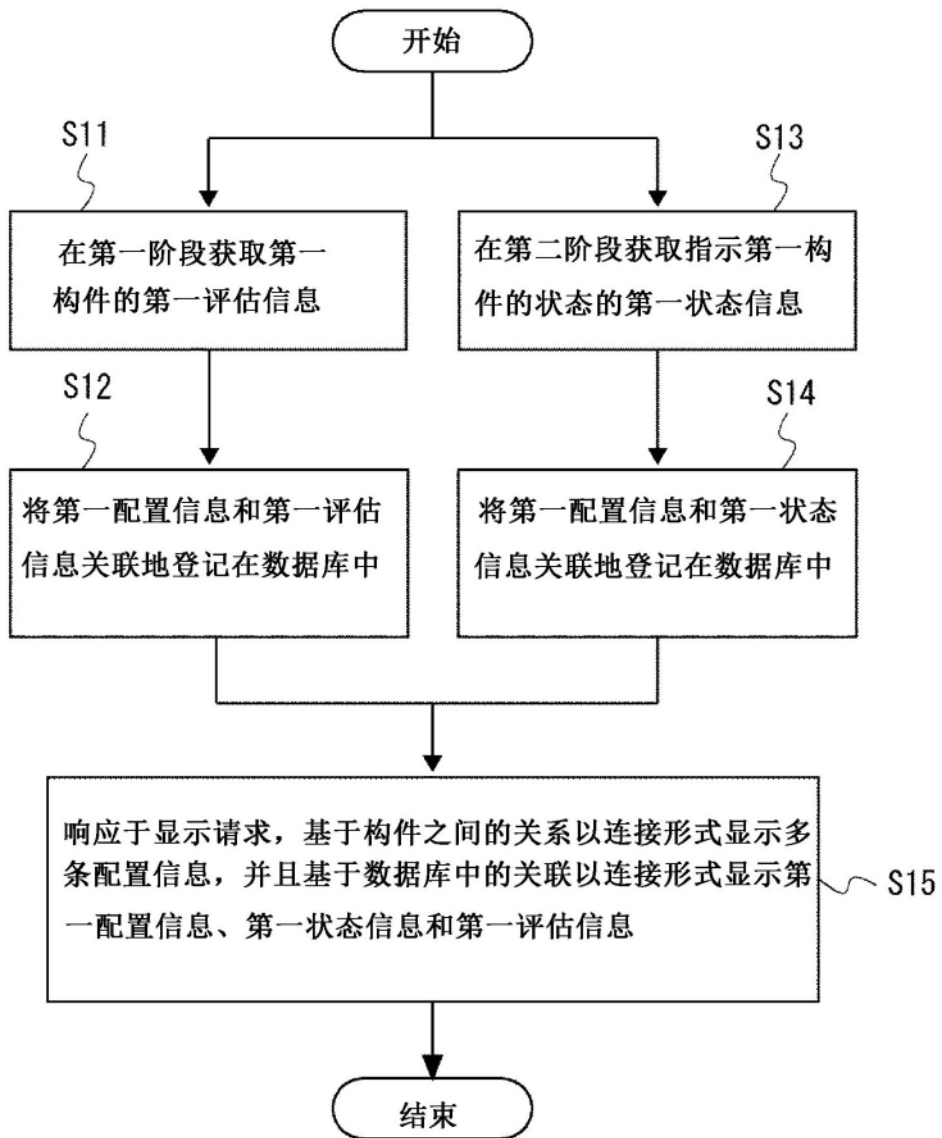 开始
S11
在第一阶段获取第一
构件的第一评估信息
S13
在第二阶段获取指示第一构
件的状态的第一状态信息
S12
将第一配置信息和第一评估
信息关联地登记在数据库中
S14
将第一配置信息和第一状态
信息关联地登记在数据库中
响应于显示请求，基于构件之间的关系以连接形式显示多
条配置信息，并且基于数据库中的关联以连接形式显示第
一配置信息、第一状态信息和第一评估信息
S15
结束